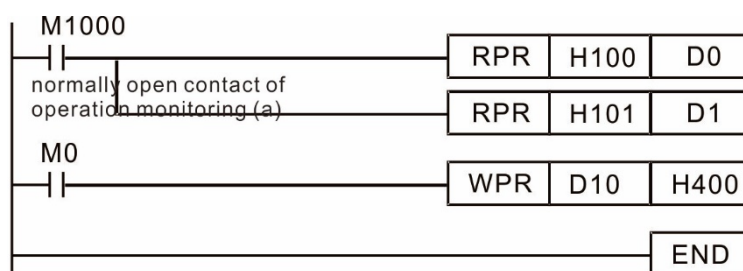 M1000
RPR H100 D0
normally open contact of
operation monitoring (a)
RPR H101 D1
M0
WPR D10 H400
END